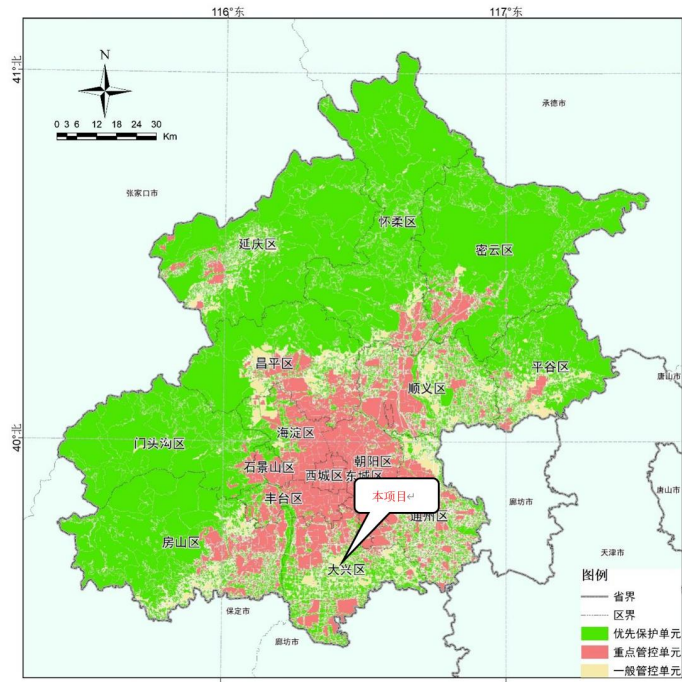 116°东
117°东
41°北
N
0 3 6 12 18 24 30
Km
承德市
张家口市
怀柔区
延庆区
密云区
昌平区
平谷区
顺义区
唐山市
40°北
海淀区
门头沟区
朝阳区
石景山区
西城区
东城区
本项目
丰台区
唐山市
廊坊市
通州区
房山区
天津市
大兴区
图例
省界
保定市
区界
廊坊市
优先保护单元
重点管控单元
一般管控单元